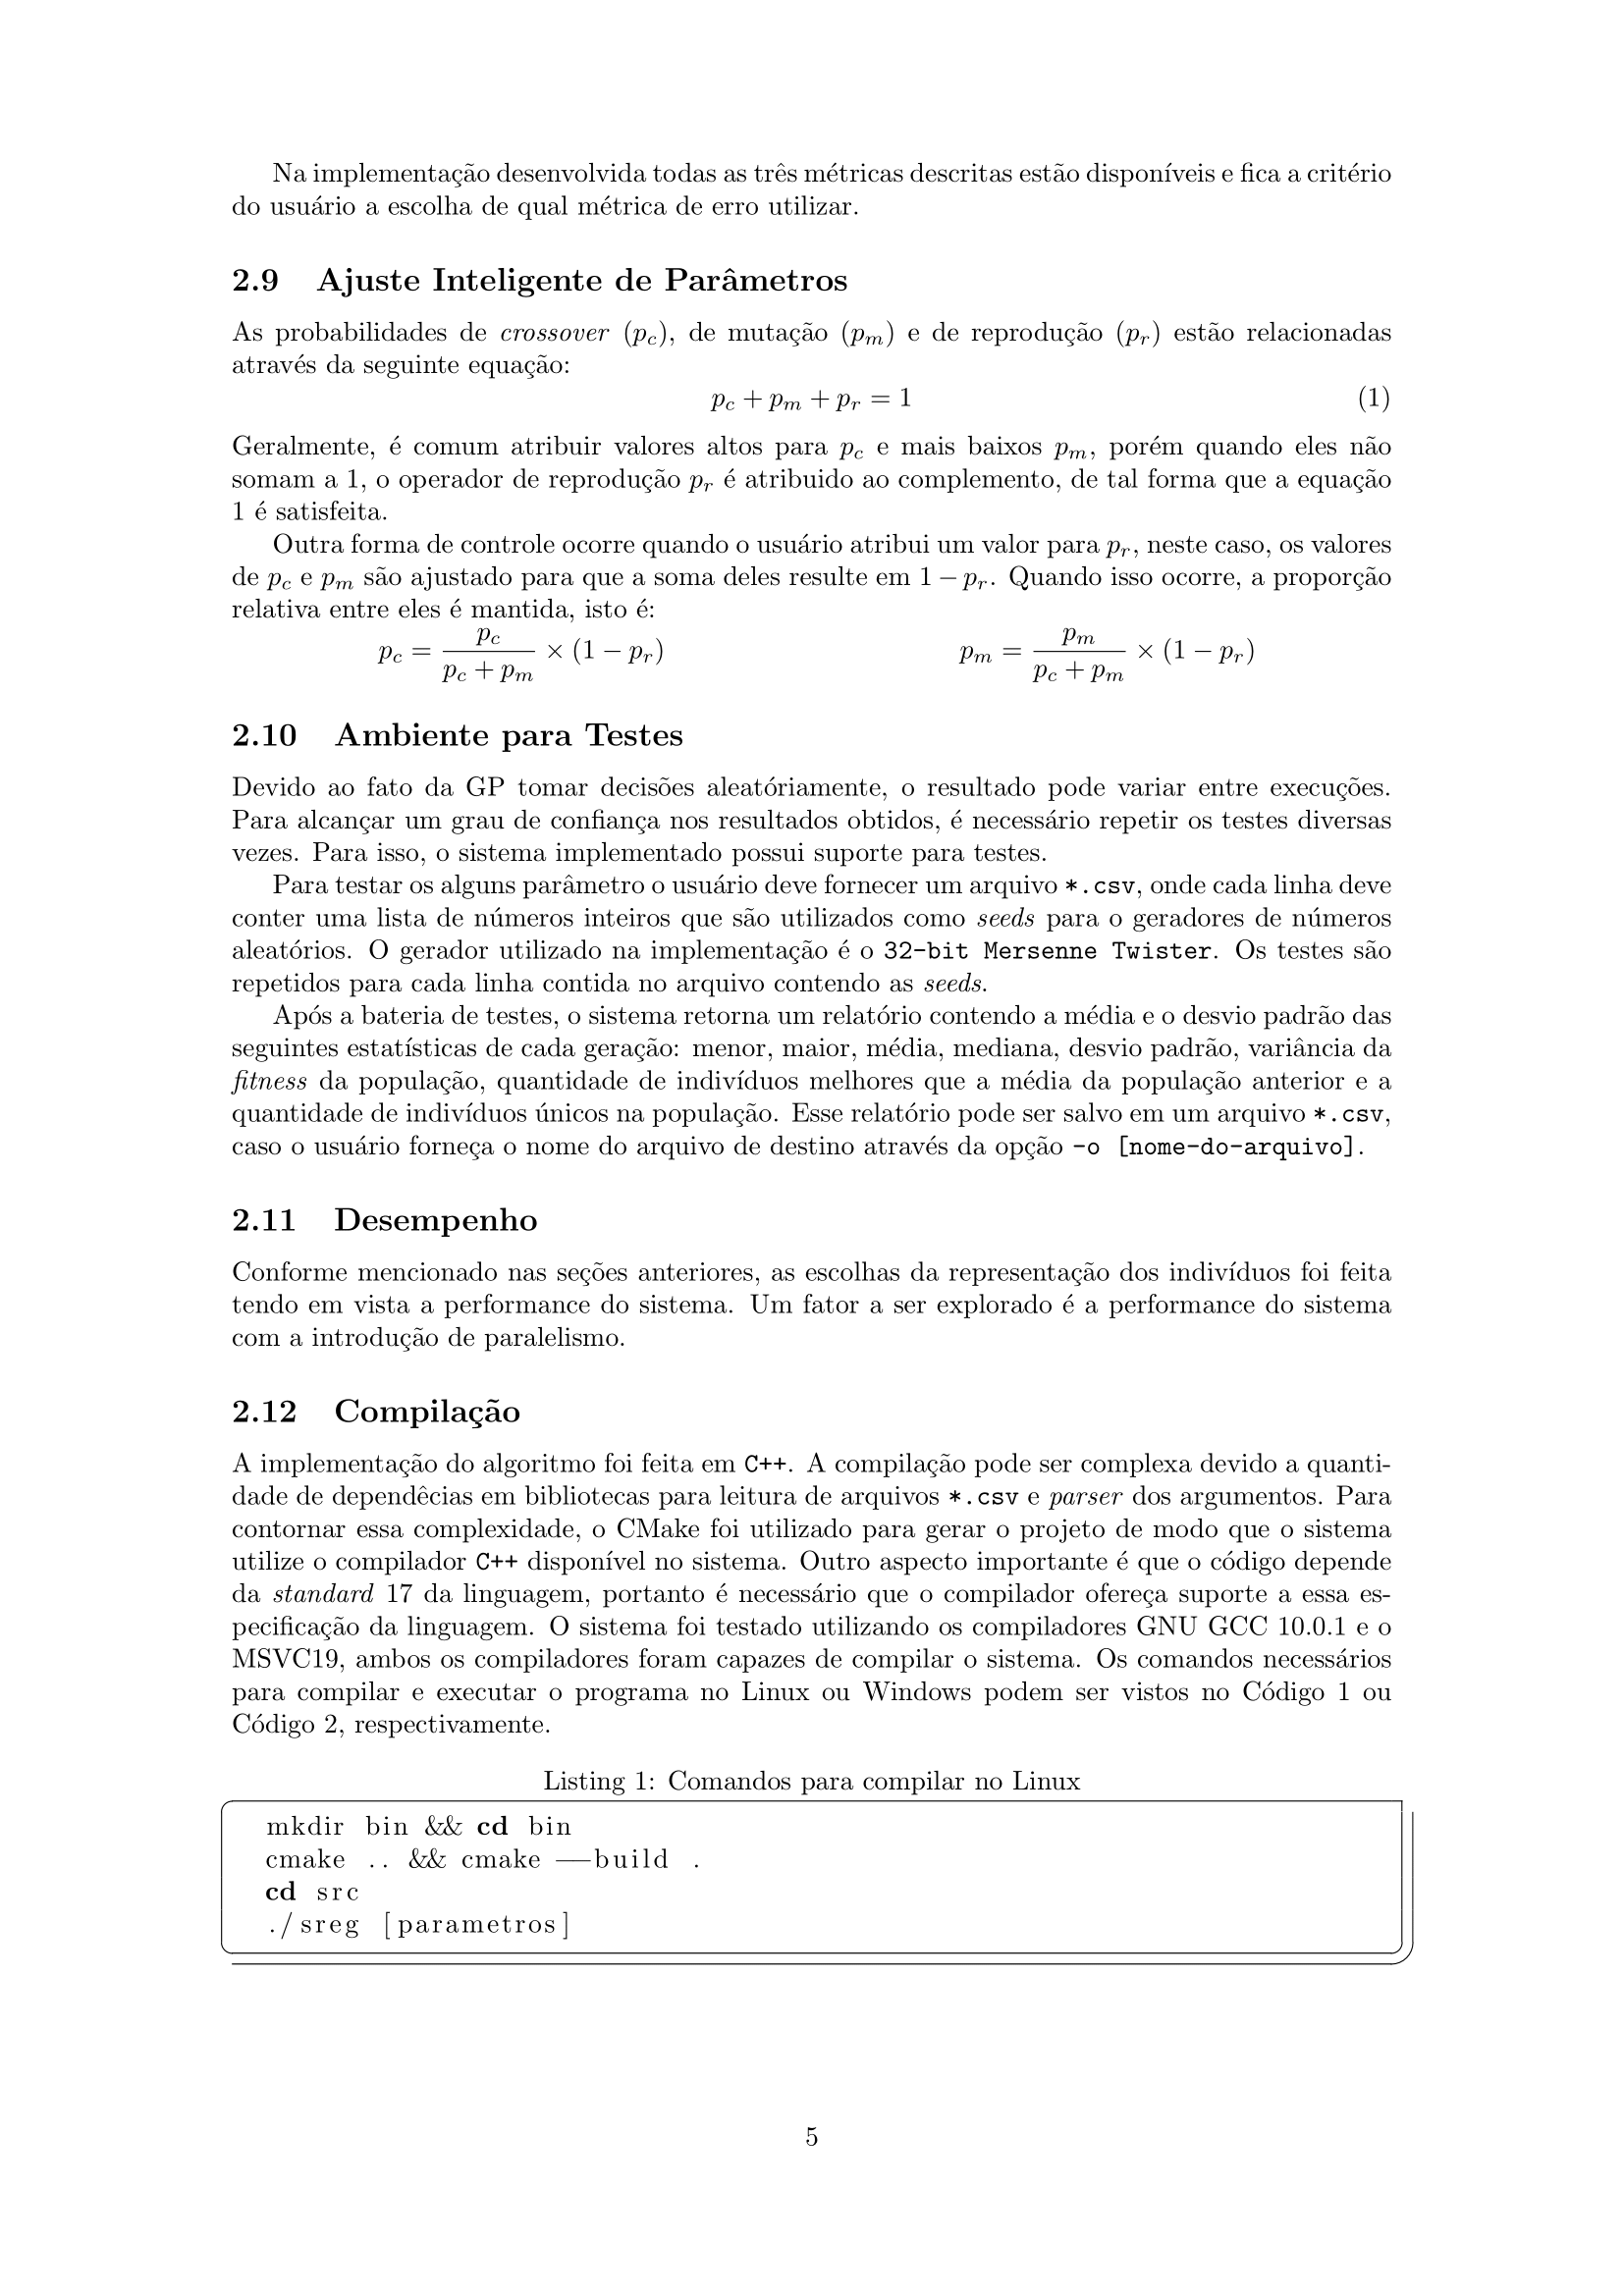 Na implementação desenvolvida todas as três métricas descritas estão disponíveis e fica a critério
do usuário a escolha de qual métrica de erro utilizar.
2.9 Ajuste Inteligente de Parâmetros
As probabilidades de crossover (p_c), de mutação (p_m) e de reprodução (p_r) estão relacionadas
através da seguinte equação:
p_c + p_m + p_r = 1 (1)
Geralmente, é comum atribuir valores altos para p_c e mais baixos p_m, porém quando eles não
somam a 1, o operador de reprodução p_r é atribuido ao complemento, de tal forma que a equação
1 é satisfeita.
Outra forma de controle ocorre quando o usuário atribui um valor para p_r, neste caso, os valores
de p_c e p_m são ajustado para que a soma deles resulte em 1 − p_r. Quando isso ocorre, a proporção
relativa entre eles é mantida, isto é:
p_c = p_c / (p_c + p_m) × (1 − p_r) p_m = p_m / (p_c + p_m) × (1 − p_r)
2.10 Ambiente para Testes
Devido ao fato da GP tomar decisões aleatóriamente, o resultado pode variar entre execuções.
Para alcançar um grau de confiança nos resultados obtidos, é necessário repetir os testes diversas
vezes. Para isso, o sistema implementado possui suporte para testes.
Para testar os alguns parâmetro o usuário deve fornecer um arquivo *.csv, onde cada linha deve
conter uma lista de números inteiros que são utilizados como seeds para o geradores de números
aleatórios. O gerador utilizado na implementação é o 32-bit Mersenne Twister. Os testes são
repetidos para cada linha contida no arquivo contendo as seeds.
Após a bateria de testes, o sistema retorna um relatório contendo a média e o desvio padrão das
seguintes estatísticas de cada geração: menor, maior, média, mediana, desvio padrão, variância da
fitness da população, quantidade de indivíduos melhores que a média da população anterior e a
quantidade de indivíduos únicos na população. Esse relatório pode ser salvo em um arquivo *.csv,
caso o usuário forneça o nome do arquivo de destino através da opção -o [nome-do-arquivo].
2.11 Desempenho
Conforme mencionado nas seções anteriores, as escolhas da representação dos indivíduos foi feita
tendo em vista a performance do sistema. Um fator a ser explorado é a performance do sistema
com a introdução de paralelismo.
2.12 Compilação
A implementação do algoritmo foi feita em C++. A compilação pode ser complexa devido a quanti-
dade de dependêcias em bibliotecas para leitura de arquivos *.csv e parser dos argumentos. Para
contornar essa complexidade, o CMake foi utilizado para gerar o projeto de modo que o sistema
utilize o compilador C++ disponível no sistema. Outro aspecto importante é que o código depende
da standard 17 da linguagem, portanto é necessário que o compilador ofereça suporte a essa es-
pecificação da linguagem. O sistema foi testado utilizando os compiladores GNU GCC 10.0.1 e o
MSVC19, ambos os compiladores foram capazes de compilar o sistema. Os comandos necessários
para compilar e executar o programa no Linux ou Windows podem ser vistos no Código 1 ou
Código 2, respectivamente.
Listing 1: Comandos para compilar no Linux
mkdir bin && cd bin
cmake .. && cmake --build .
cd src
./sreg [parametros]
5